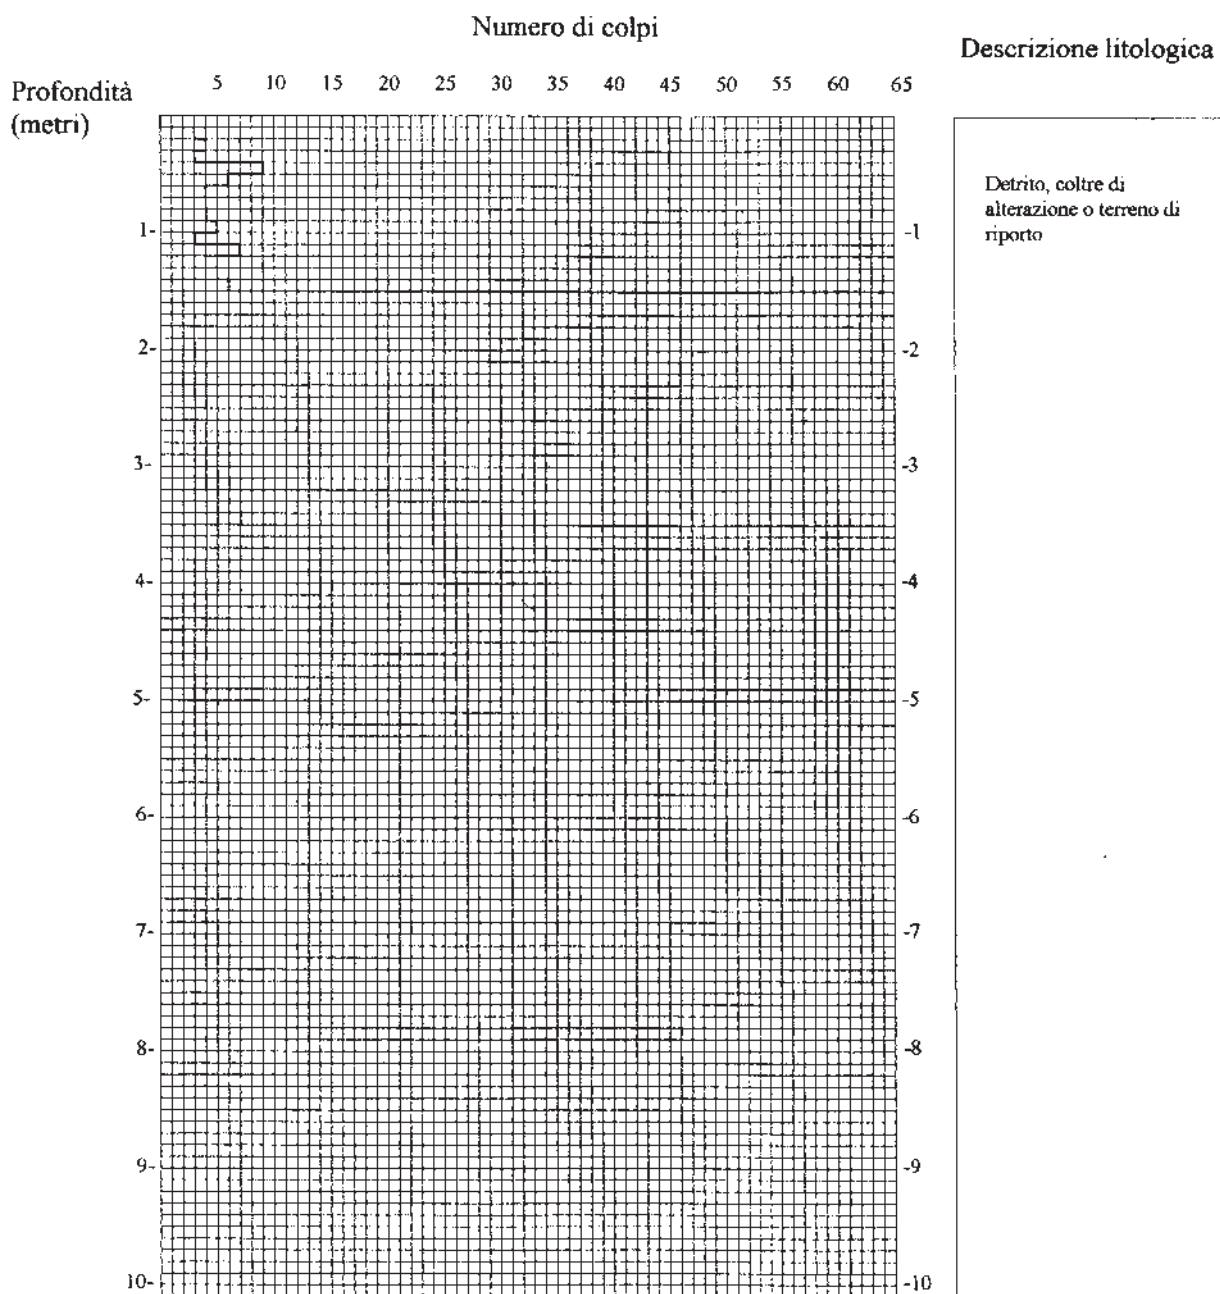 Numero di colpi
Descrizione litologica
Profondità
(metri)
5 10 15 20 25 30 35 40 45 50 55 60 65
Detrito, coltre di
alterazione o terreno di
riporto
1- -1
2- -2
3- -3
4- -4
5- -5
6- -6
7- -7
8- -8
9- -9
10- -10